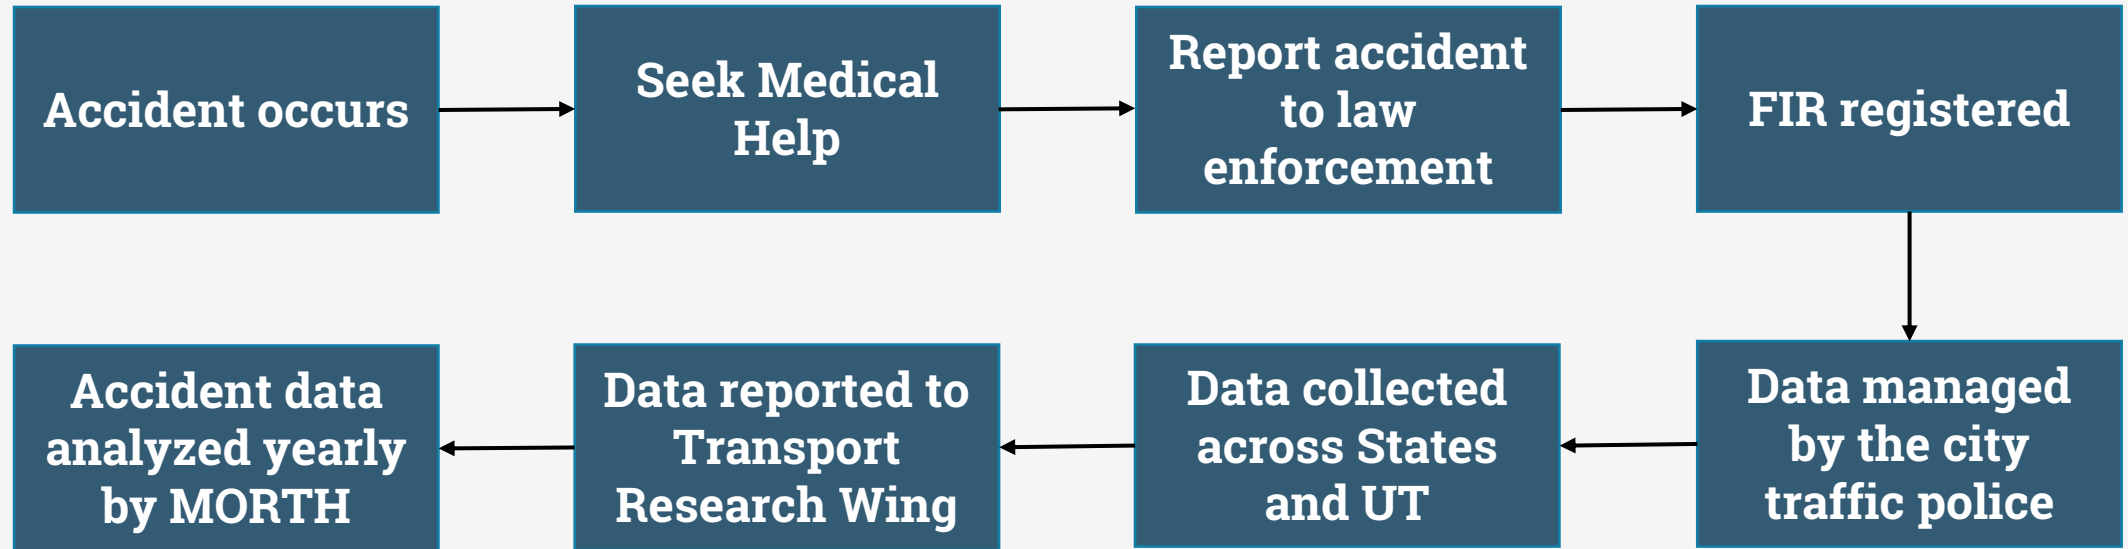 Accident occurs
Seek Medical
Help
Report accident
to law
enforcement
FIR registered
Data managed
by the city
traffic police
Data collected
across States
and UT
Data reported to
Transport
Research Wing
Accident data
analyzed yearly
by MORTH